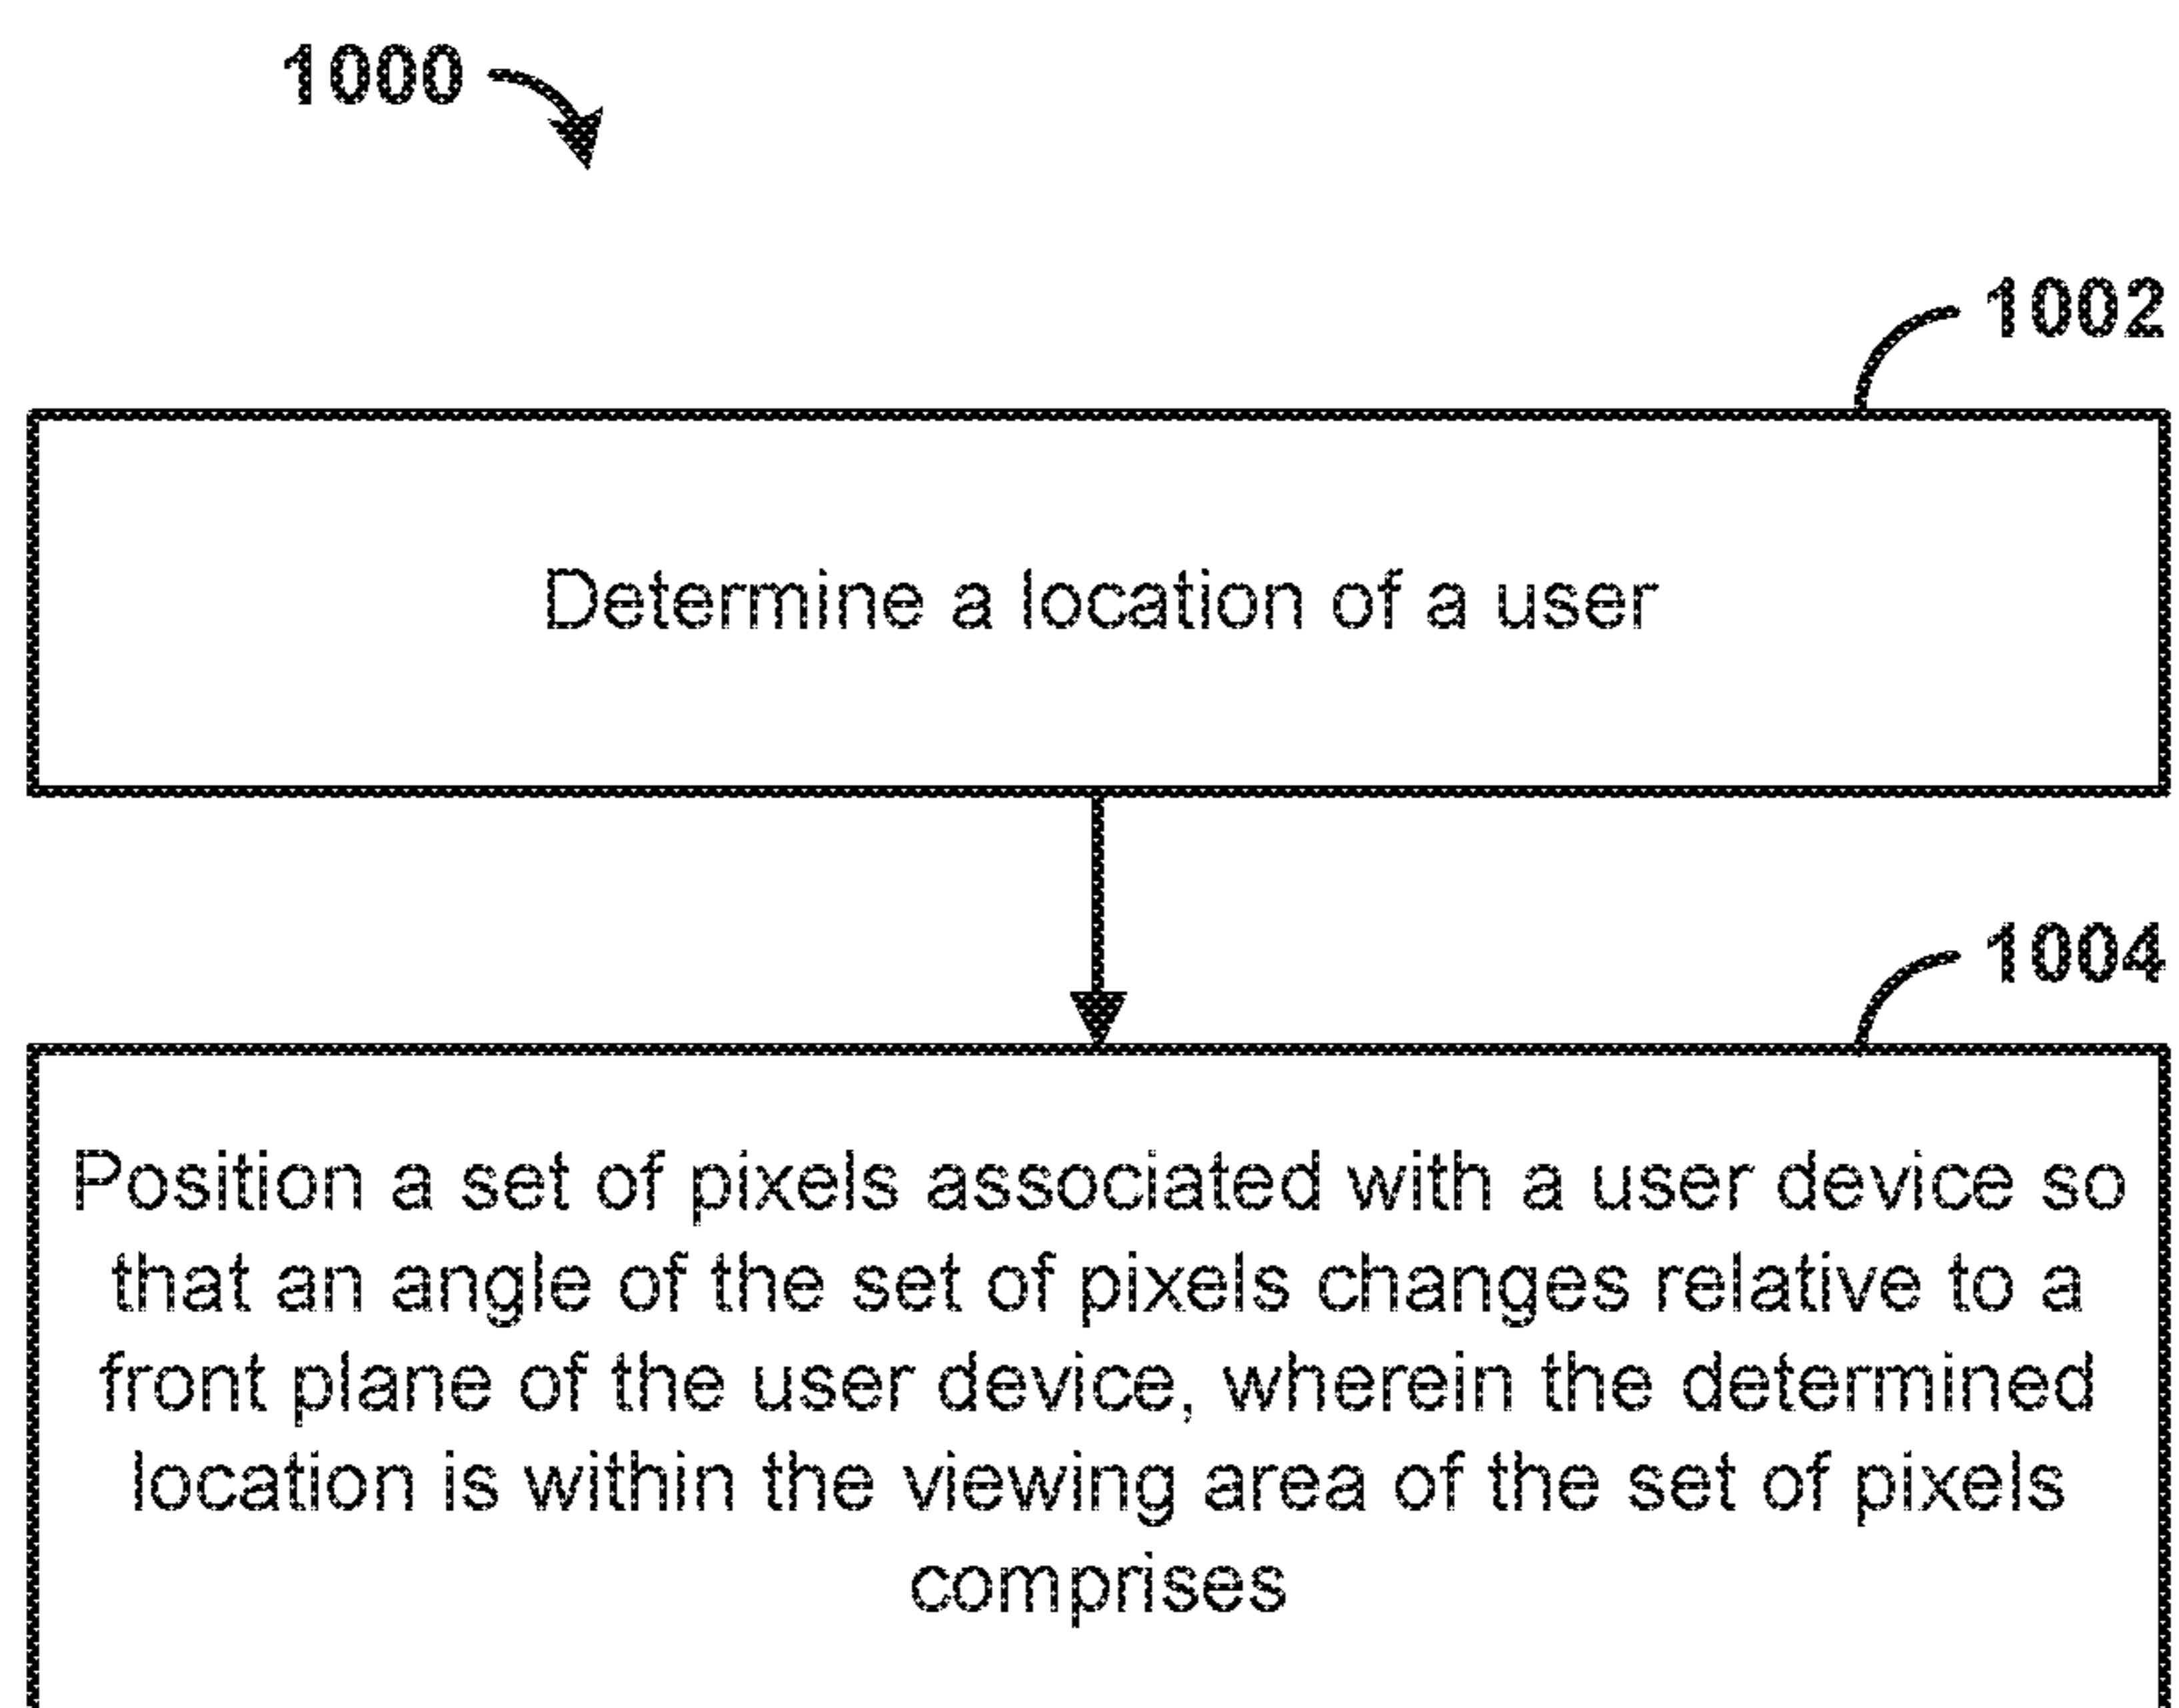 1000
1002
Determine a location of a user
1004
Position a set of pixels associated with a user device so
that an angle of the set of pixels changes relative to a
front plane of the user device, wherein the determined
location is within the viewing area of the set of pixels
comprises